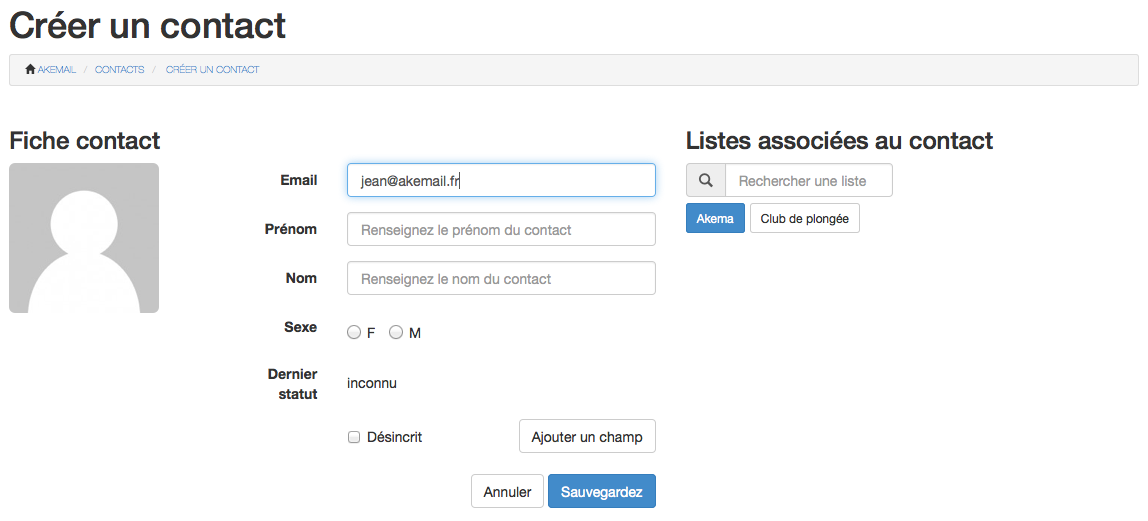 Créer un contact
AKEMAIL / CONTACTS / CRÉER UN CONTACT
Fiche contact
Email
jean@akemail.fr
Prénom
Renseignez le prénom du contact
Nom
Renseignez le nom du contact
Sexe
F M
Dernier
statut
inconnu
Désincrit
Ajouter un champ
Annuler
Sauvegardez
Listes associées au contact
Rechercher une liste
Akema
Club de plongée